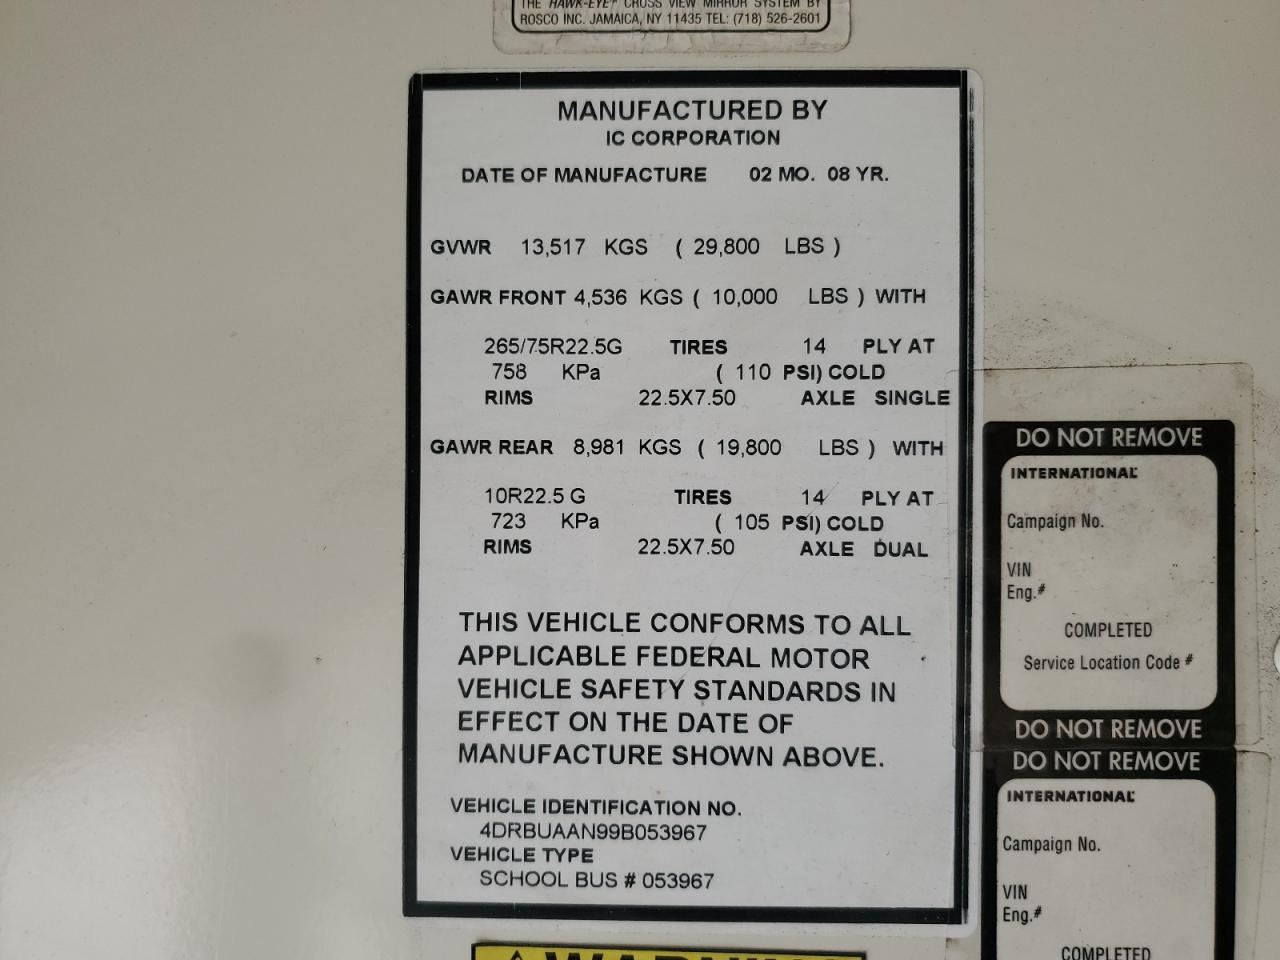 THE HAWK-EYE® CROSS VIEW MIRROR SYSTEM BY
ROSCO INC. JAMAICA, NY 11435 TEL: (718) 526-2601
MANUFACTURED BY
IC CORPORATION
DATE OF MANUFACTURE 02 MO. 08 YR.
GVWR 13,517 KGS ( 29,800 LBS )
GAWR FRONT 4,536 KGS ( 10,000 LBS ) WITH
265/75R22.5G TIRES 14 PLY AT
758 KPa ( 110 PSI) COLD
RIMS 22.5X7.50 AXLE SINGLE
GAWR REAR 8,981 KGS ( 19,800 LBS ) WITH
10R22.5 G TIRES 14 PLY AT
723 KPa ( 105 PSI) COLD
RIMS 22.5X7.50 AXLE DUAL
THIS VEHICLE CONFORMS TO ALL
APPLICABLE FEDERAL MOTOR
VEHICLE SAFETY STANDARDS IN
EFFECT ON THE DATE OF
MANUFACTURE SHOWN ABOVE.
VEHICLE IDENTIFICATION NO.
4DRBUAAN99B053967
VEHICLE TYPE
SCHOOL BUS # 053967
DO NOT REMOVE
INTERNATIONAL
Campaign No.
VIN
Eng.#
COMPLETED
Service Location Code #
DO NOT REMOVE
DO NOT REMOVE
INTERNATIONAL
Campaign No.
VIN
Eng.#
COMPLETED
WARNING